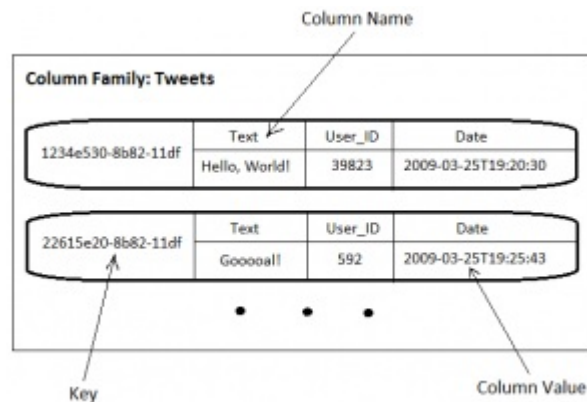 Column Name
Column Family: Tweets
1234e530-8b82-11df
Text User_ID Date
Hello, World! 39823 2009-03-25T19:20:30
22615e20-8b82-11df
Text User_ID Date
Gooooal! 592 2009-03-25T19:25:43
Key
Column Value